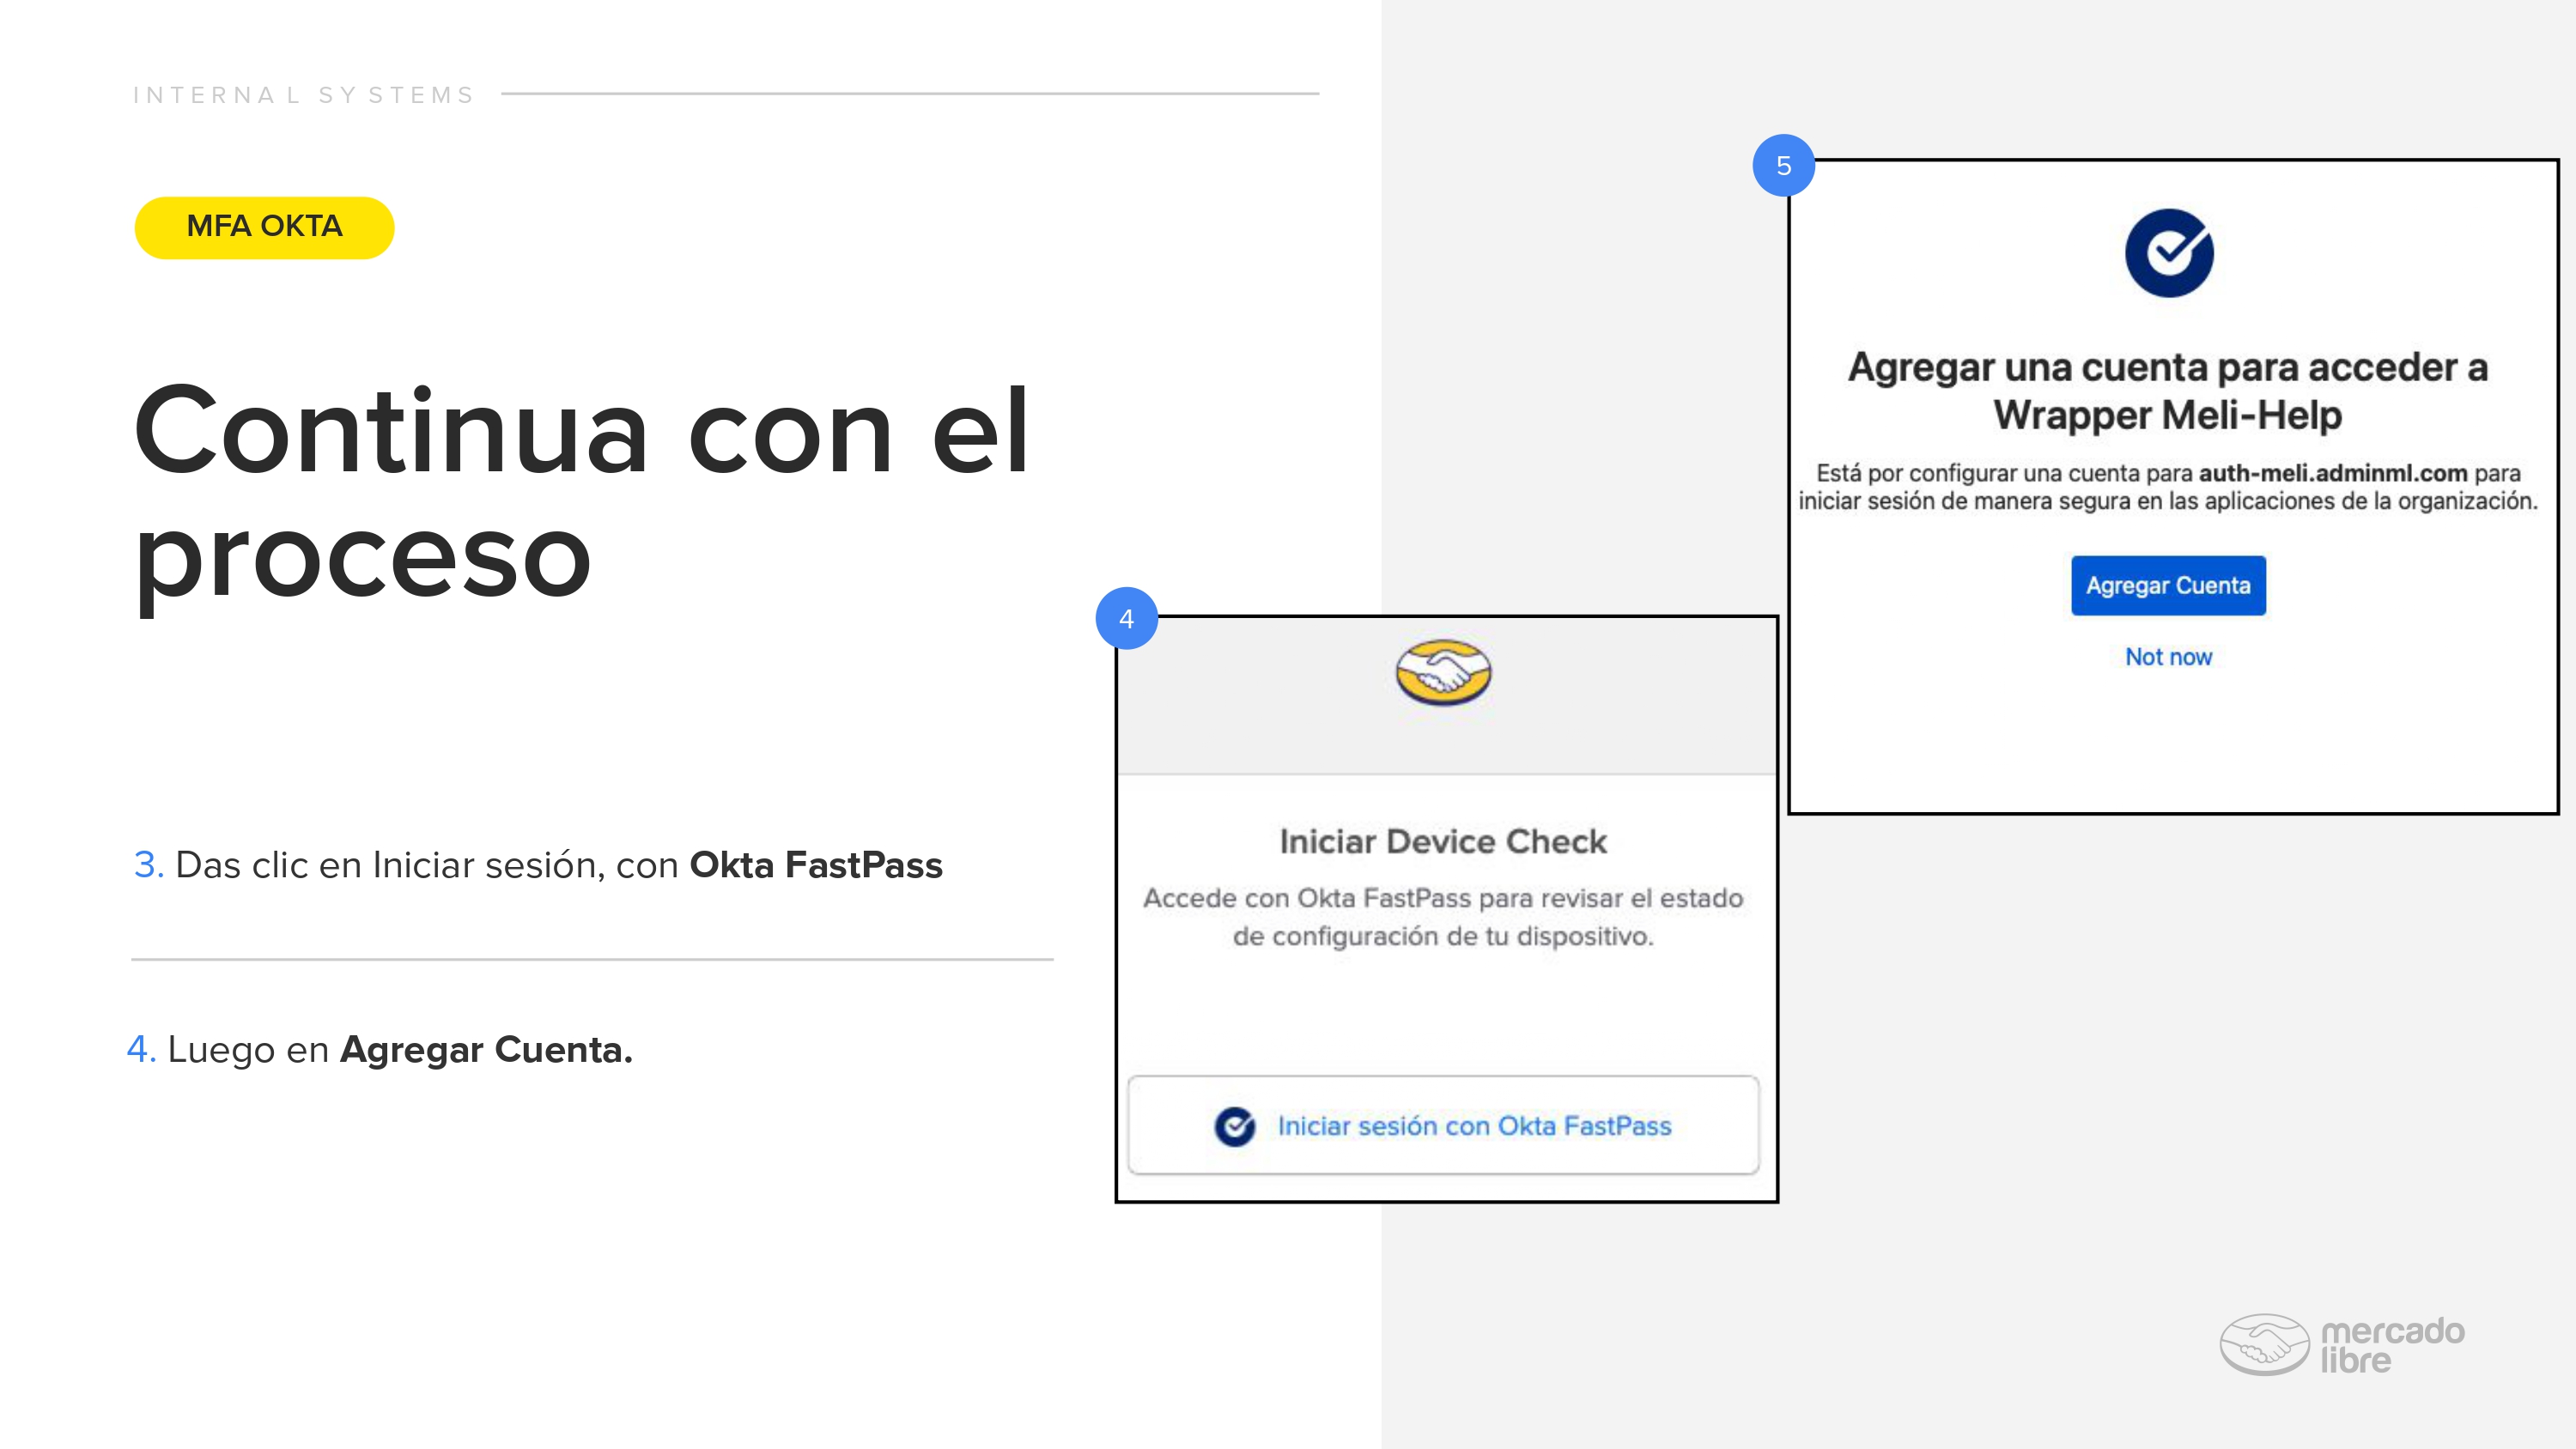 INTERNAL SYSTEMS
MFA OKTA
Continua con el
proceso
3. Das clic en Iniciar sesión, con Okta FastPass
4. Luego en Agregar Cuenta.
4
Iniciar Device Check
Accede con Okta FastPass para revisar el estado
de configuración de tu dispositivo.
Iniciar sesión con Okta FastPass
5
Agregar una cuenta para acceder a
Wrapper Meli-Help
Está por configurar una cuenta para auth-meli.adminml.com para
iniciar sesión de manera segura en las aplicaciones de la organización.
Agregar Cuenta
Not now
mercado
libre